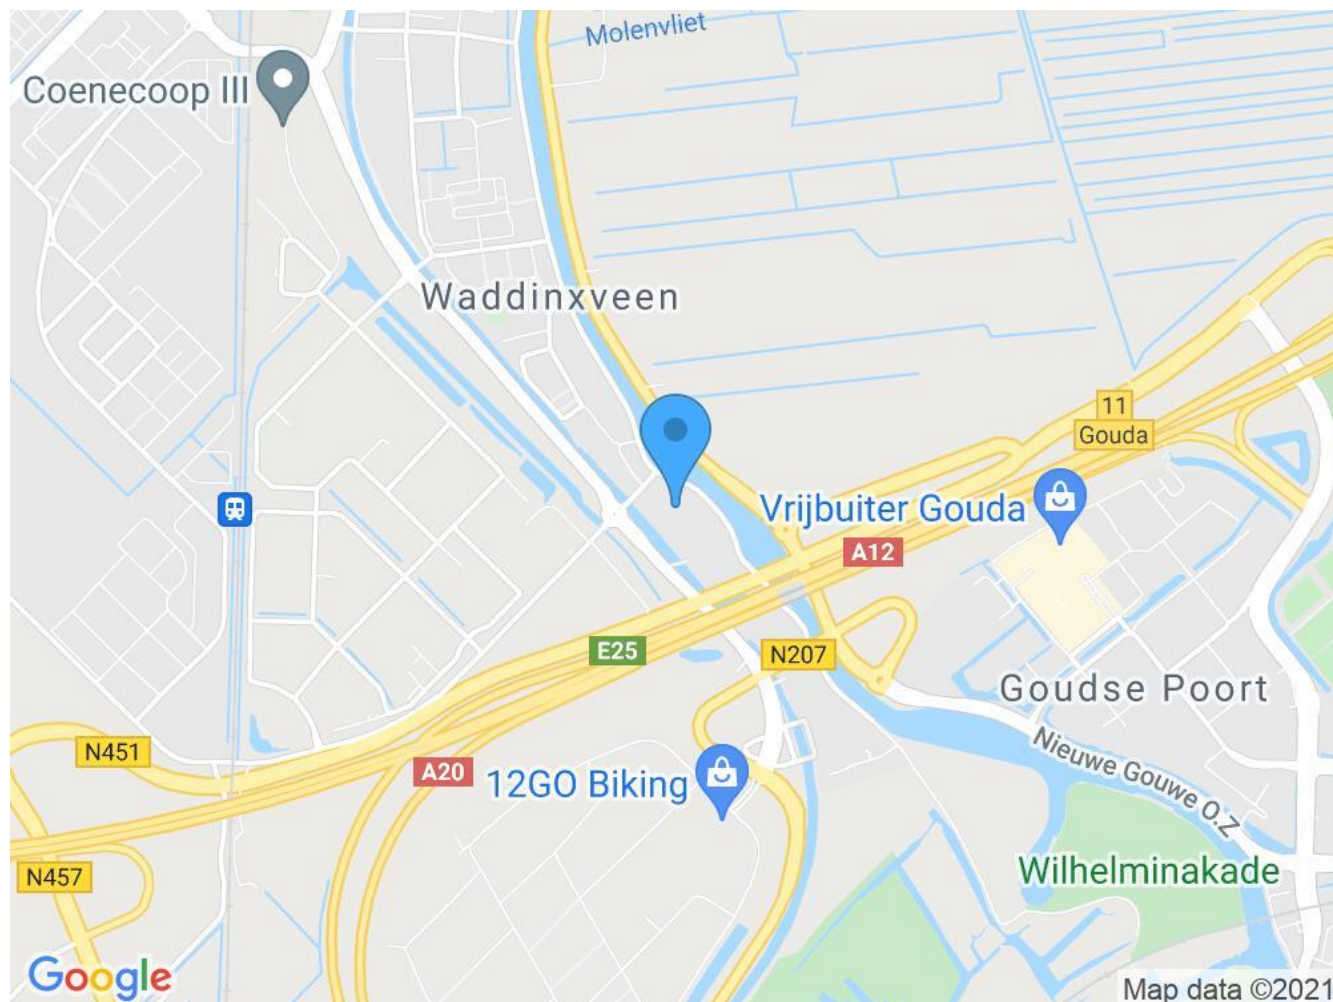 Molenvliet
Coenecoop III
Waddinxveen
11
Gouda
Vrijbuiter Gouda
A12
E25
N207
Goudse Poort
N451
A20
12GO Biking
Nieuwe Gouwe O.Z
N457
Wilhelminakade
Google
Map data ©2021